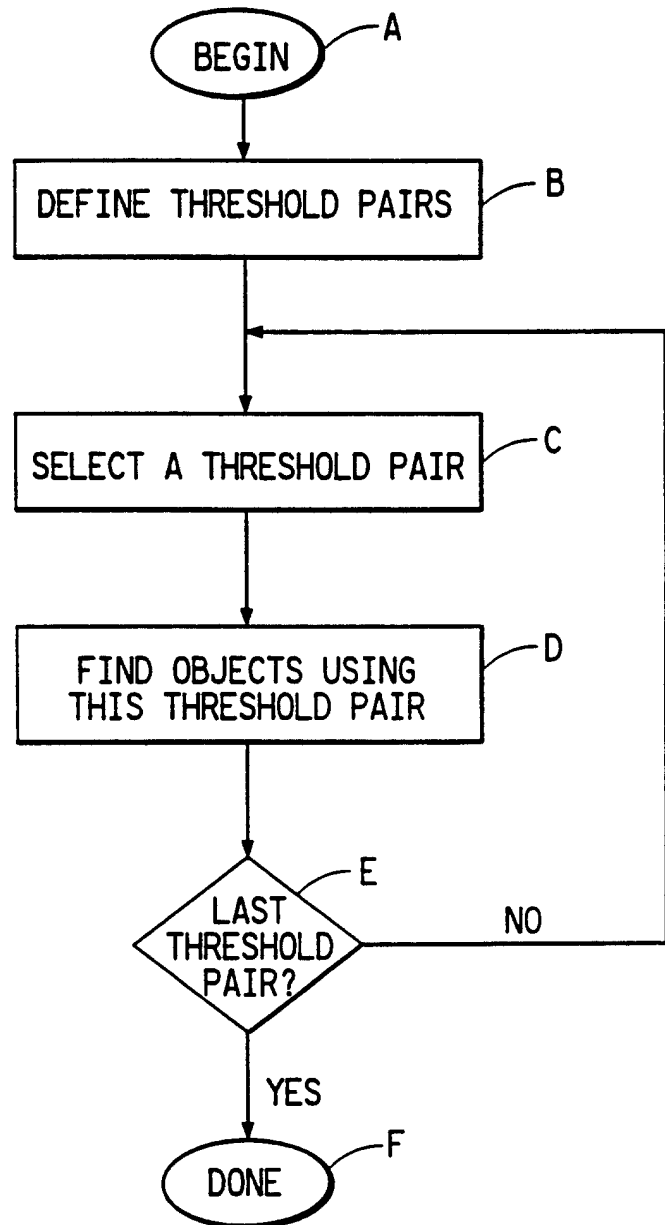 BEGIN
A
DEFINE THRESHOLD PAIRS
B
SELECT A THRESHOLD PAIR
C
FIND OBJECTS USING
THIS THRESHOLD PAIR
D
LAST
THRESHOLD
PAIR?
E
NO
YES
DONE
F